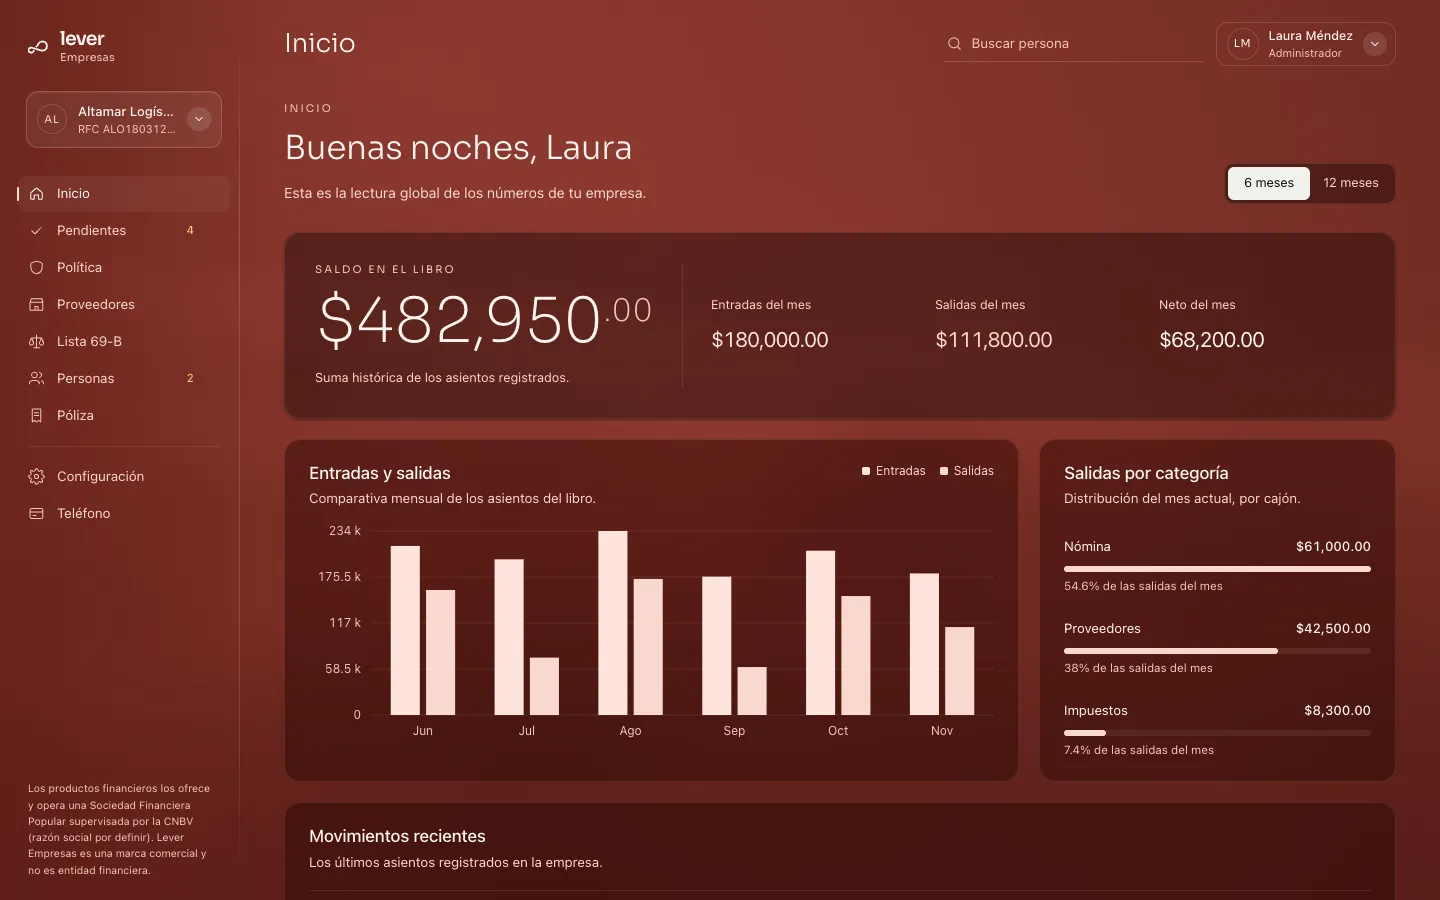 lever
Empresas
AL
Altamar Logís...
RFC ALO180312...
Inicio
Pendientes 4
Política
Proveedores
Lista 69-B
Personas 2
Póliza
Configuración
Teléfono
Los productos financieros los ofrece
y opera una Sociedad Financiera
Popular supervisada por la CNBV
(razón social por definir). Lever
Empresas es una marca comercial y
no es entidad financiera.
Inicio
Buscar persona
LM
Laura Méndez
Administrador
INICIO
Buenas noches, Laura
Esta es la lectura global de los números de tu empresa.
6 meses 12 meses
SALDO EN EL LIBRO
$482,950.00
Suma histórica de los asientos registrados.
Entradas del mes
$180,000.00
Salidas del mes
$111,800.00
Neto del mes
$68,200.00
Entradas y salidas
Comparativa mensual de los asientos del libro.
Entradas Salidas
234 k
175.5 k
117 k
58.5 k
0
Jun Jul Ago Sep Oct Nov
Salidas por categoría
Distribución del mes actual, por cajón.
Nómina $61,000.00
54.6% de las salidas del mes
Proveedores $42,500.00
38% de las salidas del mes
Impuestos $8,300.00
7.4% de las salidas del mes
Movimientos recientes
Los últimos asientos registrados en la empresa.